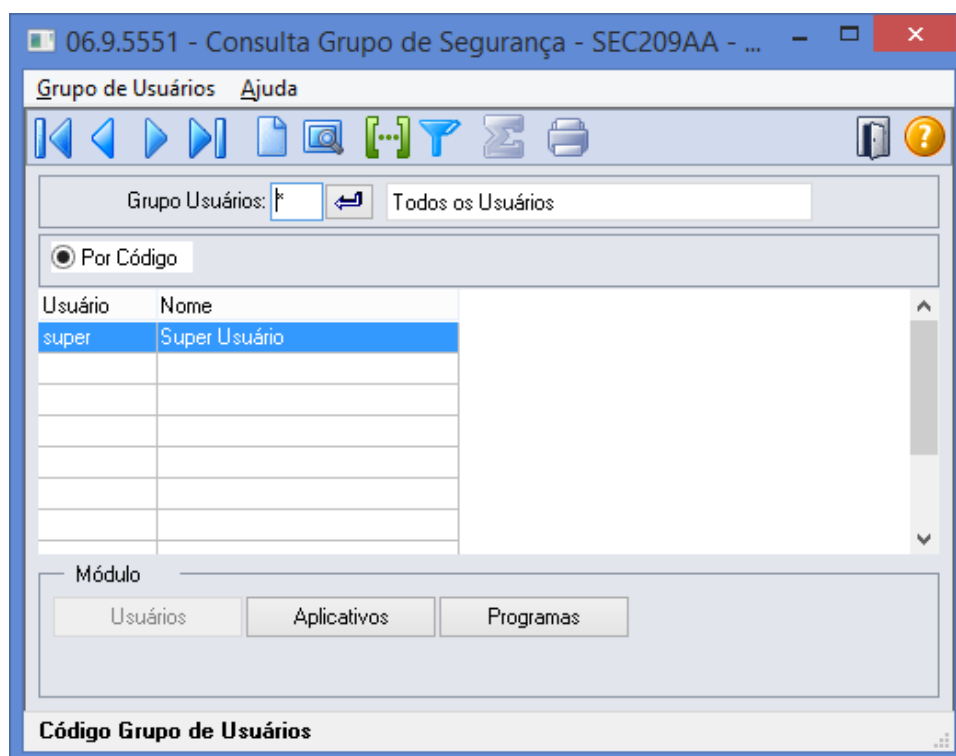 06.9.5551 - Consulta Grupo de Segurança - SEC209AA - ...
Grupo de Usuários Ajuda
Grupo Usuários: * Todos os Usuários
Por Código
Usuário Nome
super Super Usuário
Módulo
Usuários Aplicativos Programas
Código Grupo de Usuários